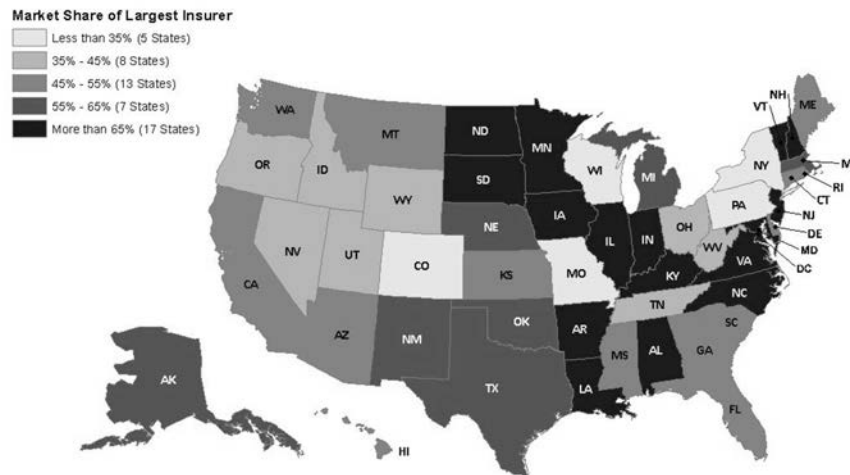 Market Share of Largest Insurer
Less than 35% (5 States)
35% - 45% (8 States)
45% - 55% (13 States)
55% - 65% (7 States)
More than 65% (17 States)
WA
MT
ND
MN
VT
NH
ME
OR
ID
SD
WI
MI
NY
M
RI
CT
WY
IA
PA
NJ
NE
OH
DE
NV
UT
CO
IL
IN
WV
MD
VA
DC
CA
KS
MO
KY
NC
TN
AZ
NM
OK
AR
SC
MS
AL
GA
AK
TX
LA
FL
HI